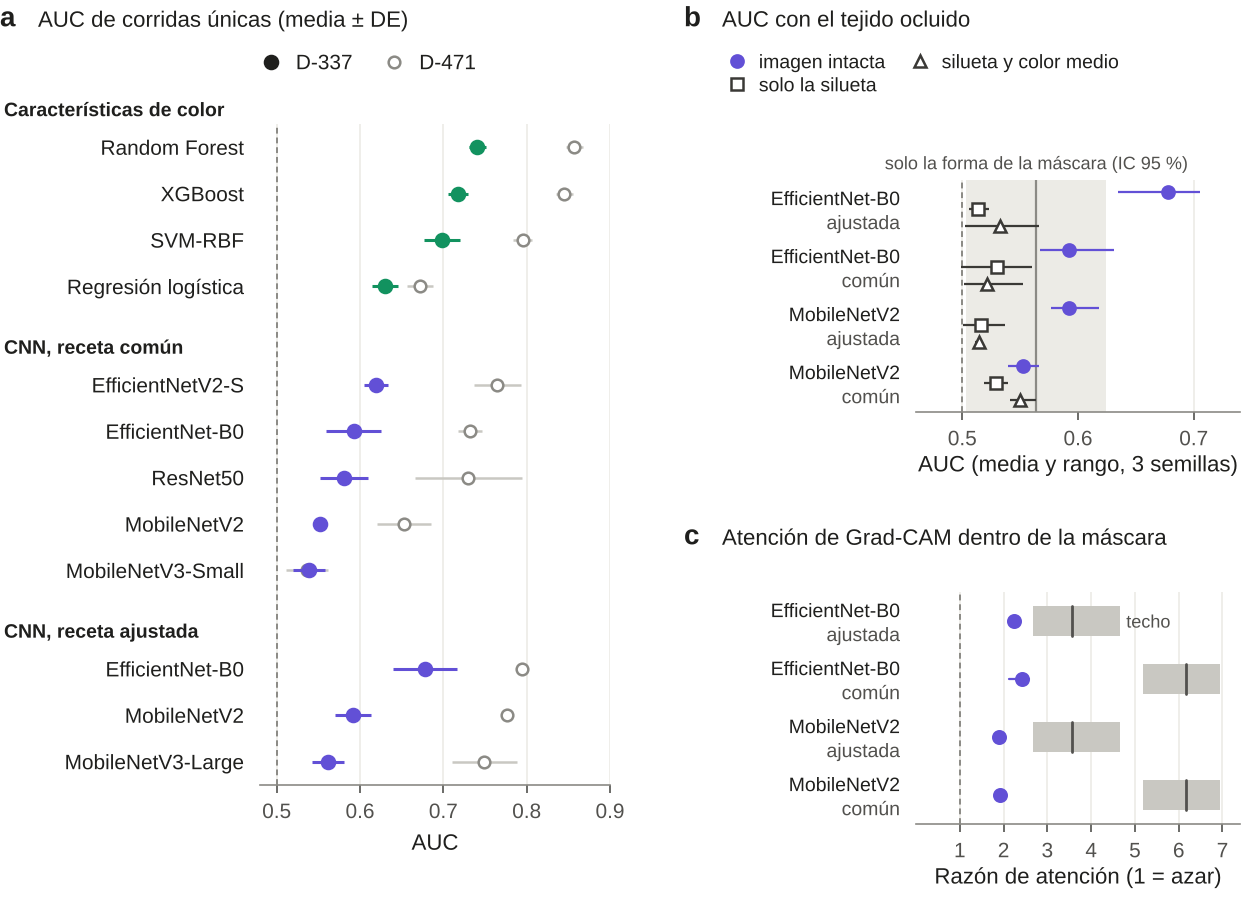 a AUC de corridas únicas (media ± DE)
D-337 D-471
Características de color
Random Forest
XGBoost
SVM-RBF
Regresión logística
CNN, receta común
EfficientNetV2-S
EfficientNet-B0
ResNet50
MobileNetV2
MobileNetV3-Small
CNN, receta ajustada
EfficientNet-B0
MobileNetV2
MobileNetV3-Large
0.5 0.6 0.7 0.8 0.9
AUC
b AUC con el tejido ocluido
imagen intacta silueta y color medio
solo la silueta
solo la forma de la máscara (IC 95 %)
EfficientNet-B0
ajustada
EfficientNet-B0
común
MobileNetV2
ajustada
MobileNetV2
común
0.5 0.6 0.7
AUC (media y rango, 3 semillas)
c Atención de Grad-CAM dentro de la máscara
EfficientNet-B0
ajustada
techo
EfficientNet-B0
común
MobileNetV2
ajustada
MobileNetV2
común
1 2 3 4 5 6 7
Razón de atención (1 = azar)